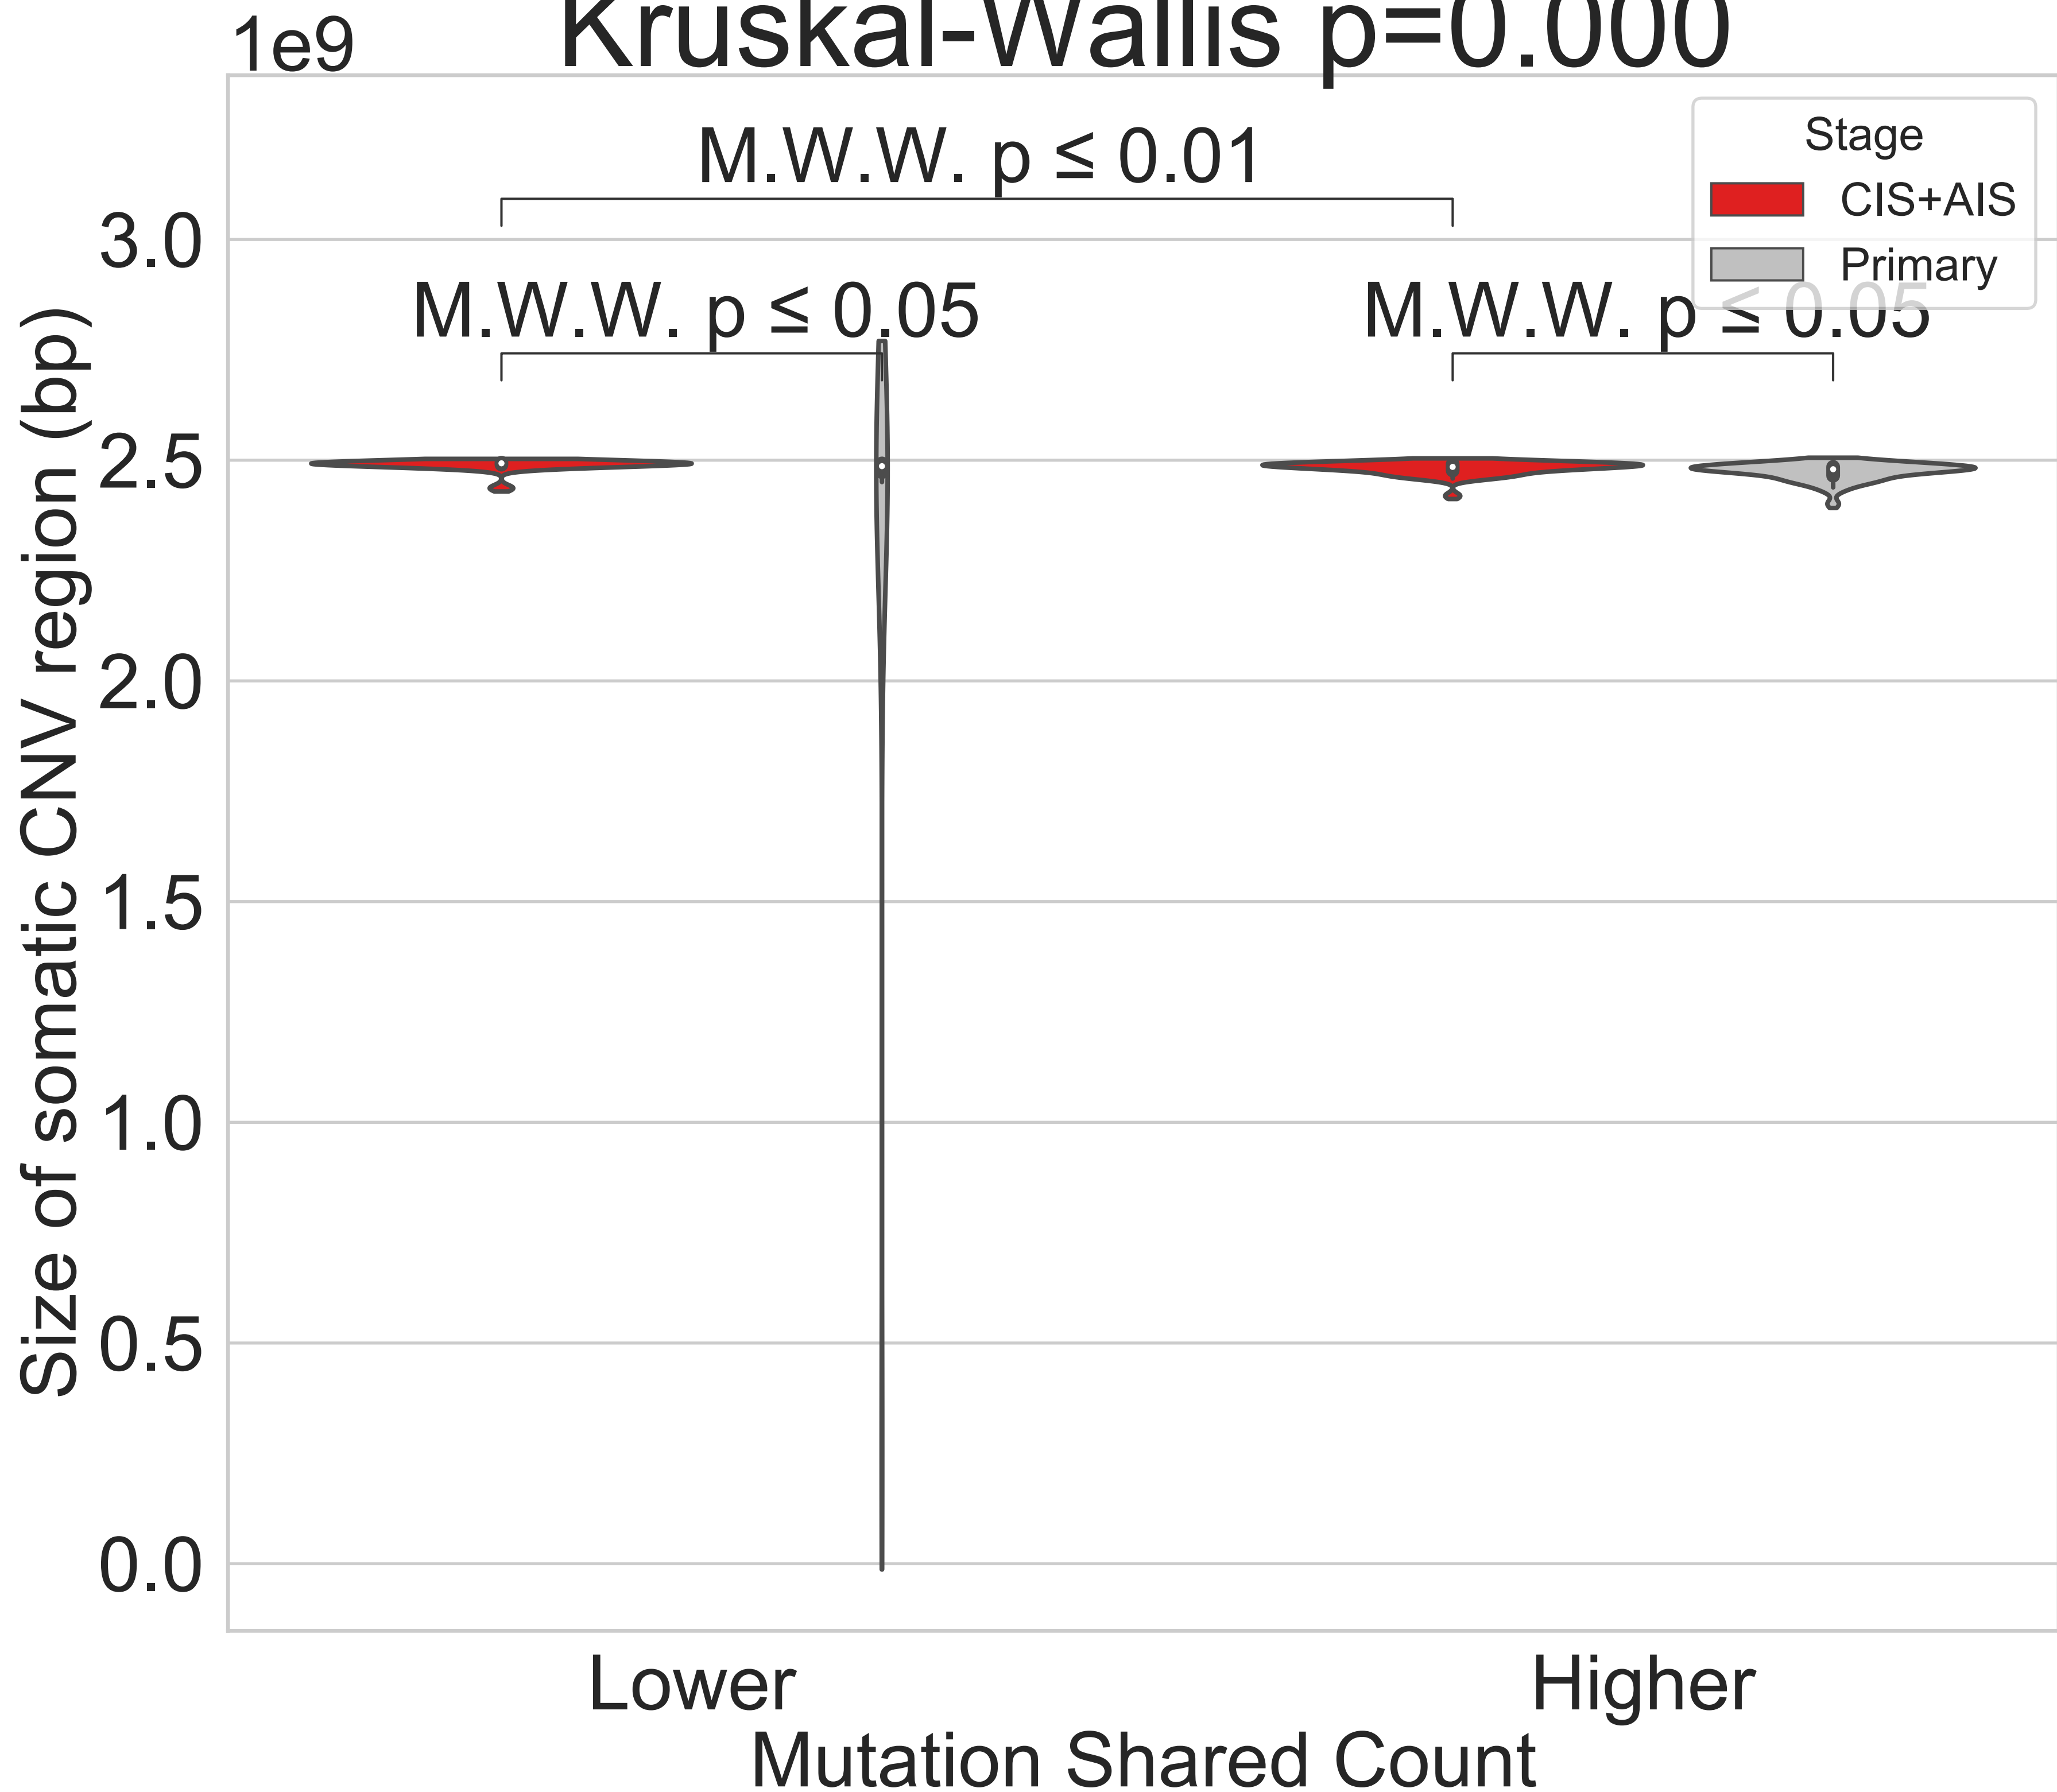 Kruskal-Wallis p=0.000
1e9
M.W.W. p ≤ 0.01
Stage
CIS+AIS
Primary
M.W.W. p ≤ 0.05
M.W.W. p ≤ 0.05
Size of somatic CNV region (bp)
3.0
2.5
2.0
1.5
1.0
0.5
0.0
Lower
Higher
Mutation Shared Count